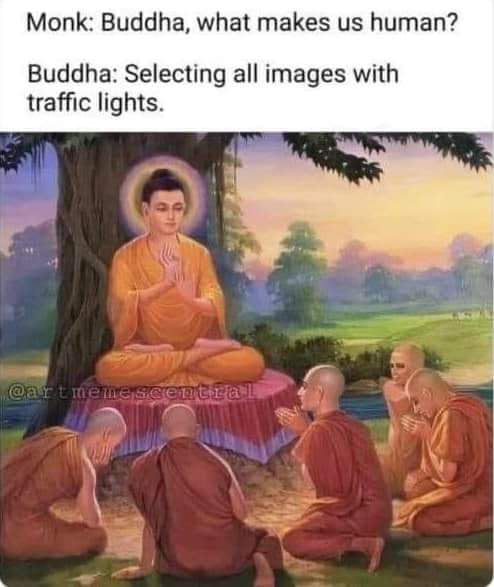 Monk: Buddha, what makes us human?
Buddha: Selecting all images with
traffic lights.
@artmemescentral